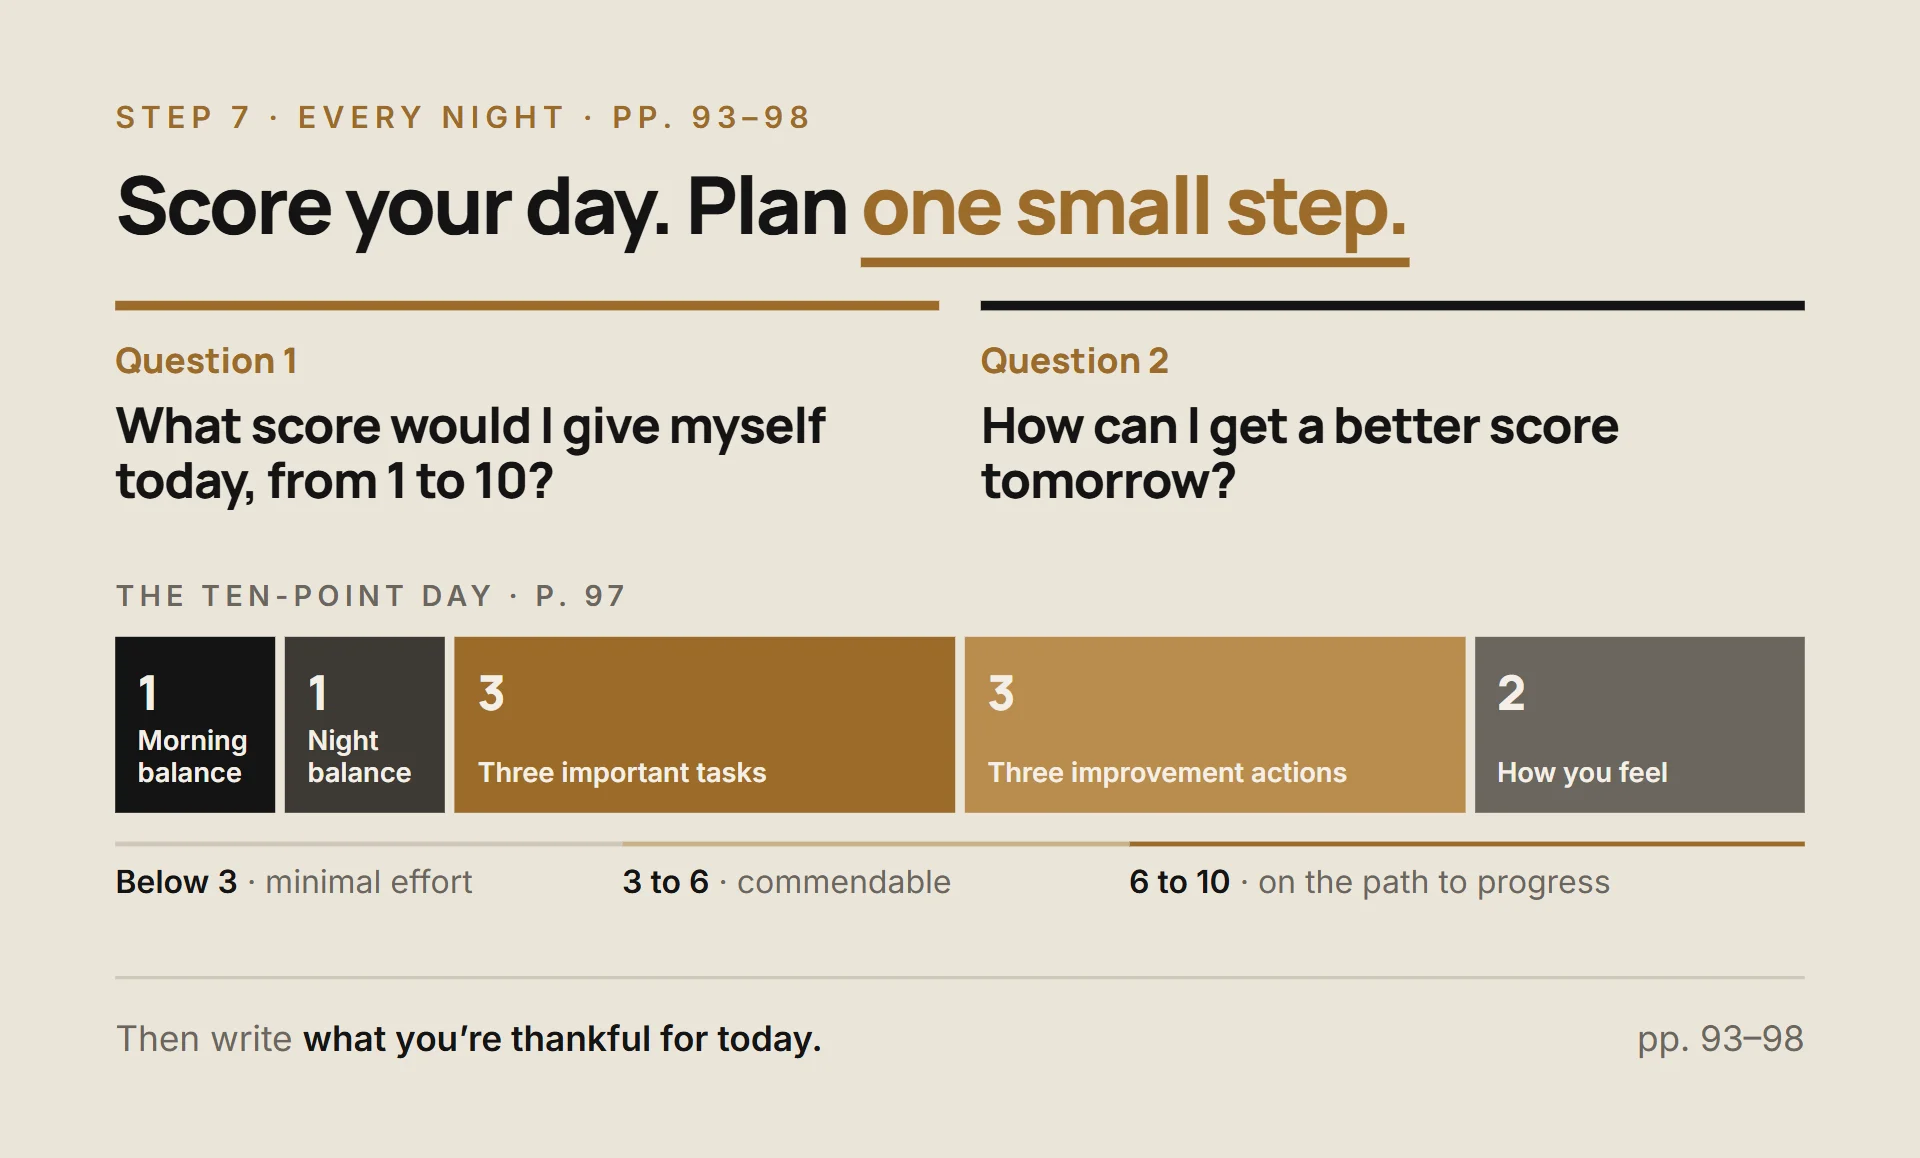 STEP 7 · EVERY NIGHT · PP. 93–98
Score your day. Plan one small step.
Question 1
What score would I give myself
today, from 1 to 10?
Question 2
How can I get a better score
tomorrow?
THE TEN-POINT DAY · P. 97
1
Morning
balance
1
Night
balance
3
Three important tasks
3
Three improvement actions
2
How you feel
Below 3 · minimal effort
3 to 6 · commendable
6 to 10 · on the path to progress
Then write what you’re thankful for today.
pp. 93–98